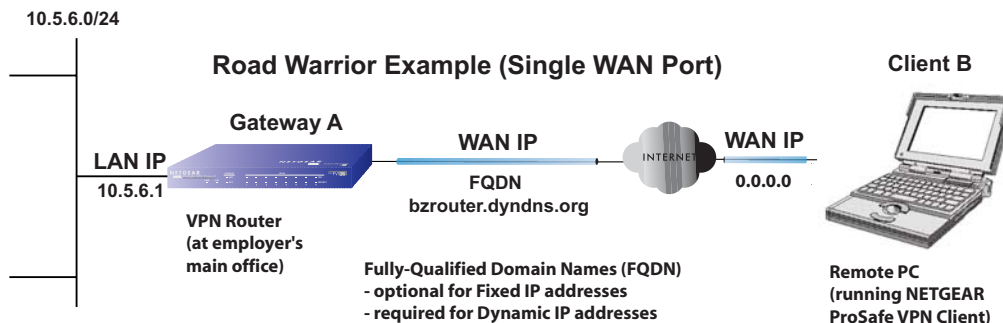 10.5.6.0/24
Road Warrior Example (Single WAN Port)
Client B
Gateway A
LAN IP
10.5.6.1
NETGEAR
WAN IP
FQDN
bzrouter.dyndns.org
INTERNET
WAN IP
0.0.0.0
VPN Router
(at employer's
main office)
Fully-Qualified Domain Names (FQDN)
- optional for Fixed IP addresses
- required for Dynamic IP addresses
Remote PC
(running NETGEAR
ProSafe VPN Client)